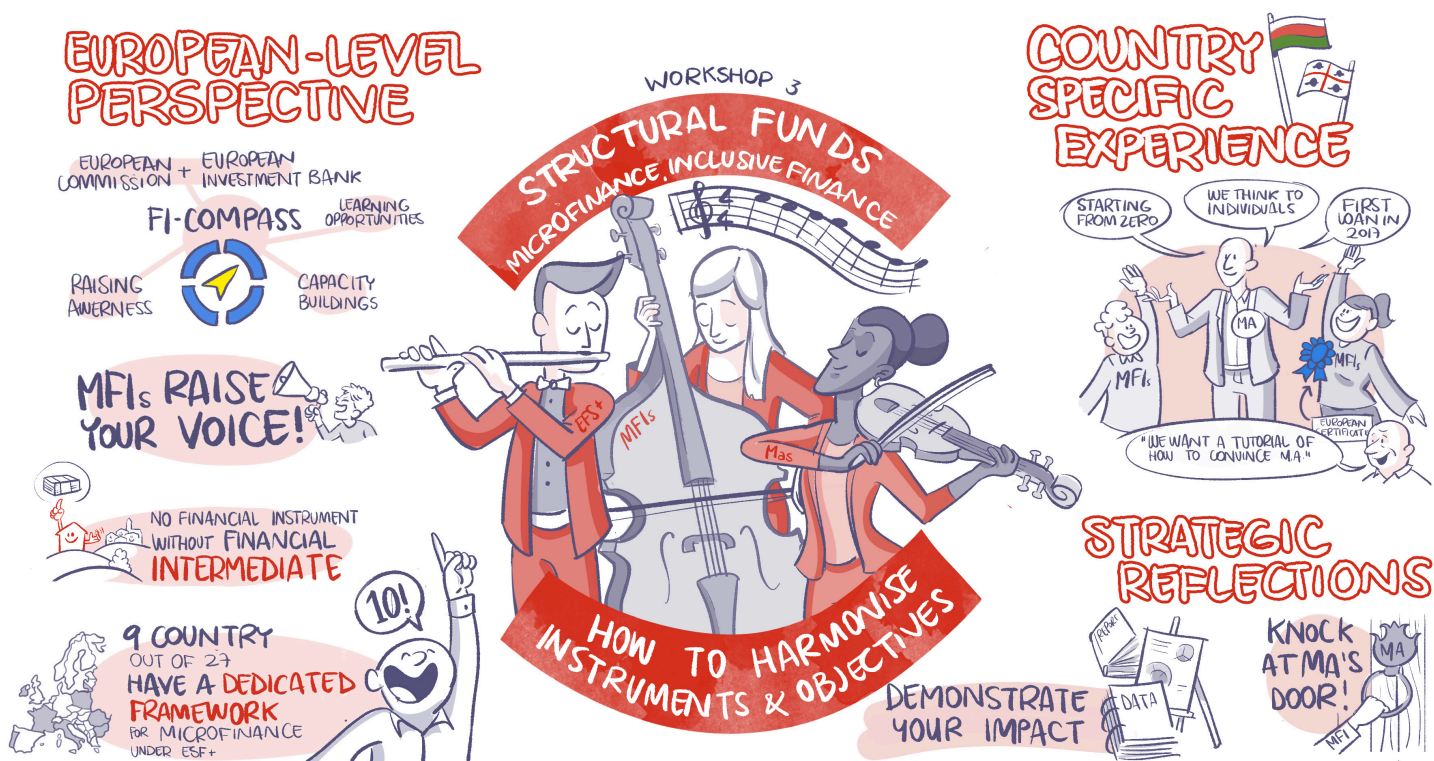 EUROPEAN-LEVEL
PERSPECTIVE
EUROPEAN
COMMISSION
+
EUROPEAN
INVESTMENT BANK
FI-COMPASS
LEARNING
OPPORTUNITIES
RAISING
AWERNESS
CAPACITY
BUILDINGS
MFIs RAISE
YOUR VOICE!
NO FINANCIAL INSTRUMENT
WITHOUT FINANCIAL
INTERMEDIATE
10!
9 COUNTRY
OUT OF 27
HAVE A DEDICATED
FRAMEWORK
FOR MICROFINANCE
UNDER ESF+
WORKSHOP 3
STRUCTURAL FUNDS
MICROFINANCE, INCLUSIVE FINANCE
4
4
EFS+
MFIs
Mas
HOW TO HARMONISE
INSTRUMENTS & OBJECTIVES
COUNTRY
SPECIFIC
EXPERIENCE
STARTING
FROM ZERO
WE THINK TO
INDIVIDUALS
FIRST
LOAN IN
2017
MA
MFIs
MFIs
EUROPEAN
CERTIFICATE
"WE WANT A TUTORIAL OF
HOW TO CONVINCE M.A."
STRATEGIC
REFLECTIONS
REPORT
DATA
DEMONSTRATE
YOUR IMPACT
KNOCK
AT MA'S
DOOR!
MA
MFI